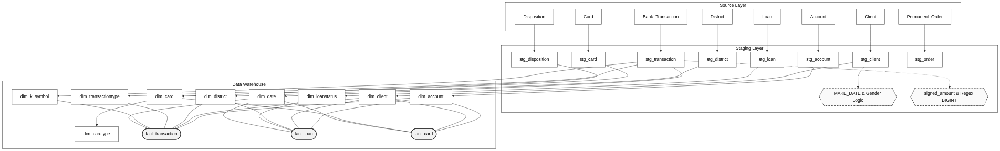 Source Layer
Disposition
Card
Bank_Transaction
District
Loan
Account
Client
Permanent_Order
Staging Layer
stg_disposition
stg_card
stg_transaction
stg_district
stg_loan
stg_account
stg_client
stg_order
MAKE_DATE & Gender
Logic
signed_amount & Regex
BIGINT
Data Warehouse
dim_k_symbol
dim_transactiontype
dim_card
dim_district
dim_date
dim_loanstatus
dim_client
dim_account
dim_cardtype
fact_transaction
fact_loan
fact_card